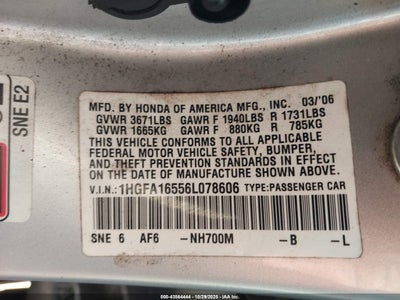 SNE E2
MFD. BY HONDA OF AMERICA MFG., INC. 03/'06
GVWR 3671LBS GAWR F 1940LBS R 1731LBS
GVWR 1665KG GAWR F 880KG R 785KG
THIS VEHICLE CONFORMS TO ALL APPLICABLE
FEDERAL MOTOR VEHICLE SAFETY, BUMPER,
AND THEFT PREVENTION STANDARDS IN EFFECT
ON THE DATE OF MANUFACTURE SHOWN ABOVE.
V.I.N.: 1HGFA16556L078606 TYPE:PASSENGER CAR
SNE 6 AF6 -NH700M -B -L
000-43564444 - 10/29/2025 - IAA Inc.